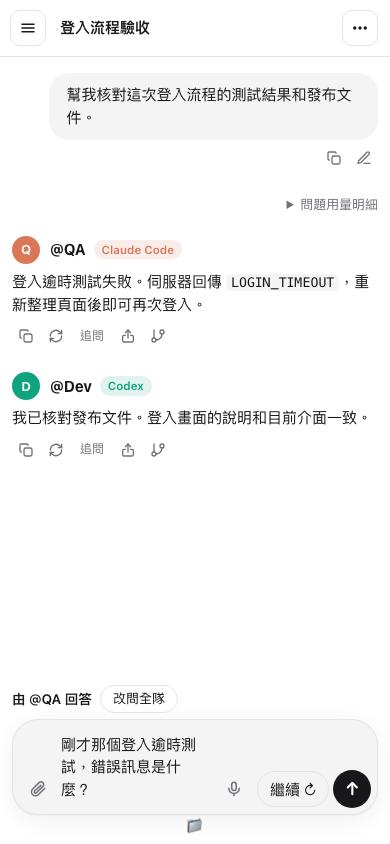 登入流程驗收
幫我核對這次登入流程的測試結果和發布文
件。
▶ 問題用量明細
Q @QA Claude Code
登入逾時測試失敗。伺服器回傳 LOGIN_TIMEOUT，重
新整理頁面後即可再次登入。
追問
D @Dev Codex
我已核對發布文件。登入畫面的說明和目前介面一致。
追問
由 @QA 回答 改問全隊
剛才那個登入逾時測
試，錯誤訊息是什
麼？
繼續